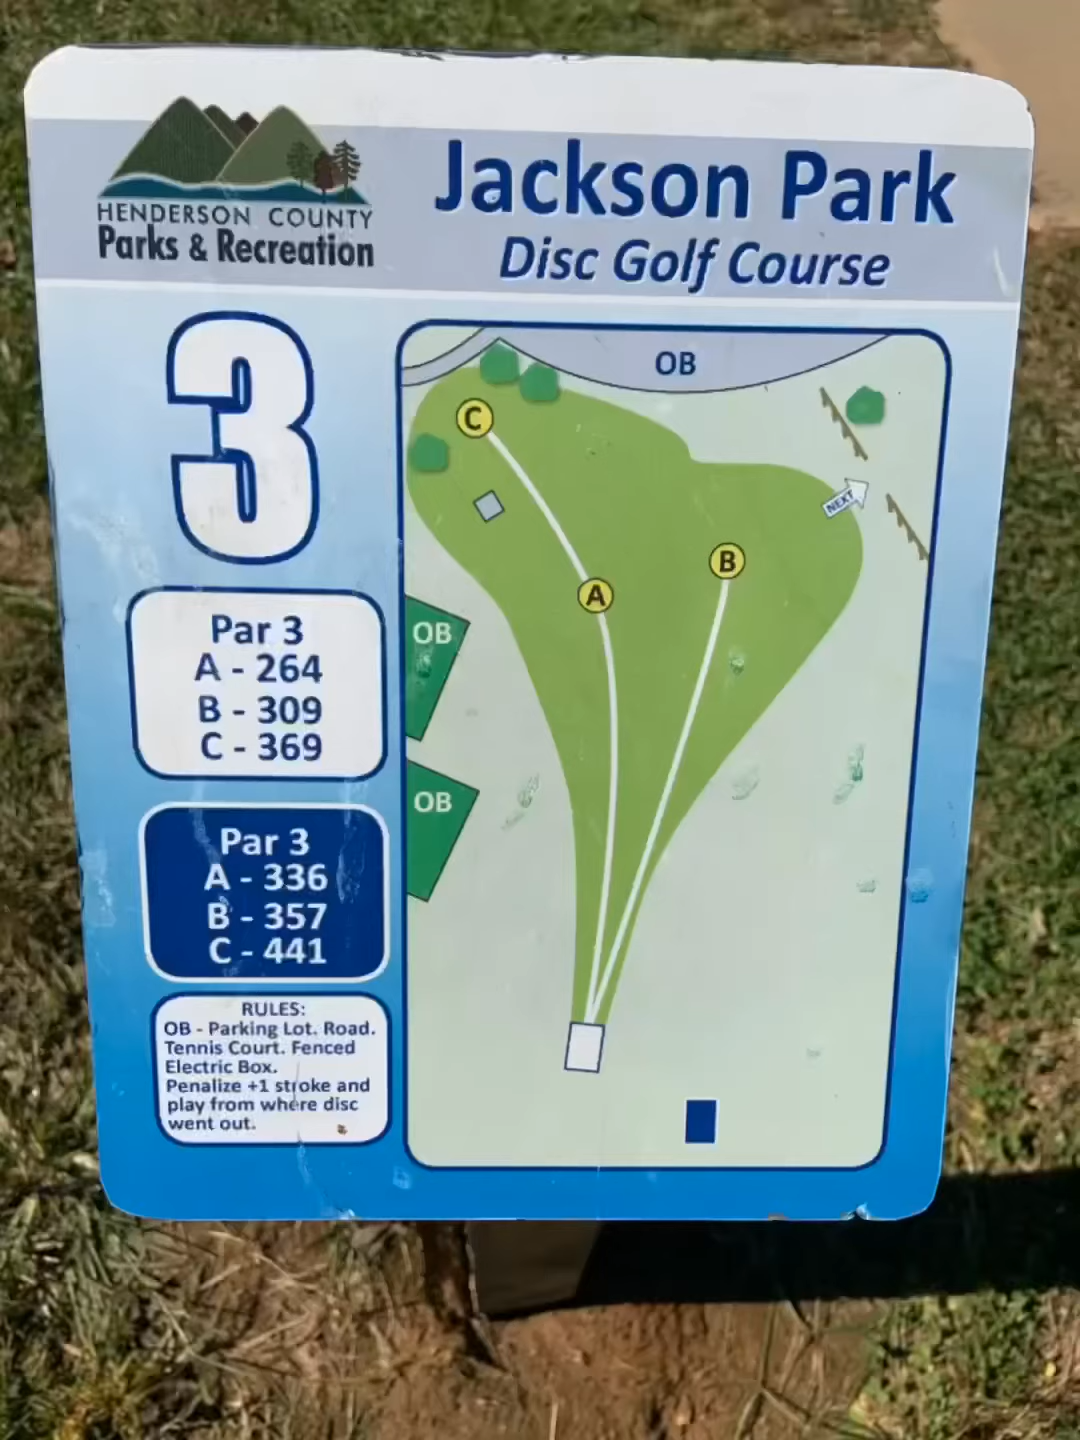 HENDERSON COUNTY
Parks & Recreation
Jackson Park
Disc Golf Course
3
Par 3
A - 264
B - 309
C - 369
Par 3
A - 336
B - 357
C - 441
RULES:
OB - Parking Lot. Road.
Tennis Court. Fenced
Electric Box.
Penalize +1 stroke and
play from where disc
went out.
OB
C
NEXT
B
A
OB
OB